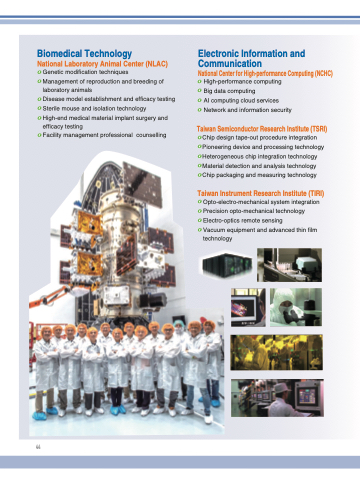 Biomedical Technology
National Laboratory Animal Center (NLAC)
Genetic modification techniques
Management of reproduction and breeding of
laboratory animals
Disease model establishment and efficacy testing
Sterile mouse and isolation technology
High-end medical material implant surgery and
efficacy testing
Facility management professional counselling
Electronic Information and
Communication
National Center for High-performance Computing (NCHC)
High-performance computing
Big data computing
AI computing cloud services
Network and information security
Taiwan Semiconductor Research Institute (TSRI)
Chip design tape-out procedure integration
Pioneering device and processing technology
Heterogeneous chip integration technology
Material detection and analysis technology
Chip packaging and measuring technology
Taiwan Instrument Research Institute (TIRI)
Opto-electro-mechanical system integration
Precision opto-mechanical technology
Electro-optics remote sensing
Vacuum equipment and advanced thin film
technology